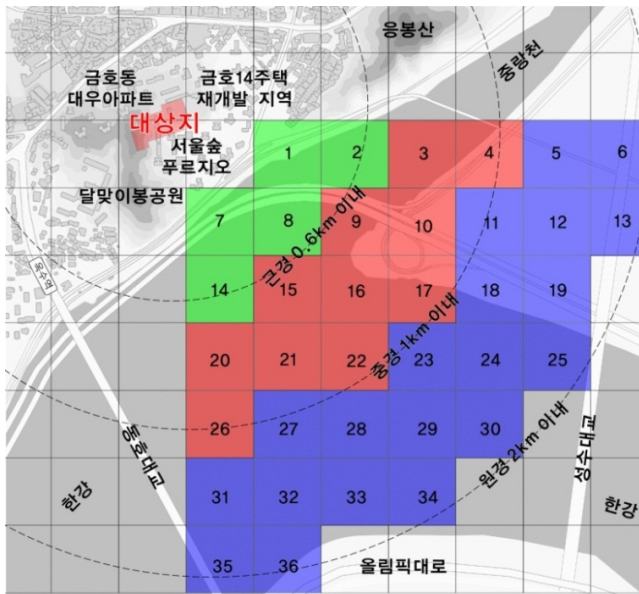 응봉산
중랑천
금호동
대우아파트
금호14주택
재개발 지역
대상지
서울숲
푸르지오
달맞이봉공원
1
2
3
4
5
6
7
8
9
10
11
12
13
근경 0.6km 이내
14
15
16
17
18
19
옥수역
중경 1km 이내
20
21
22
23
24
25
26
27
28
29
30
원경 2km 이내
동호대교
성수대교
한강
31
32
33
34
한강
35
36
올림픽대로